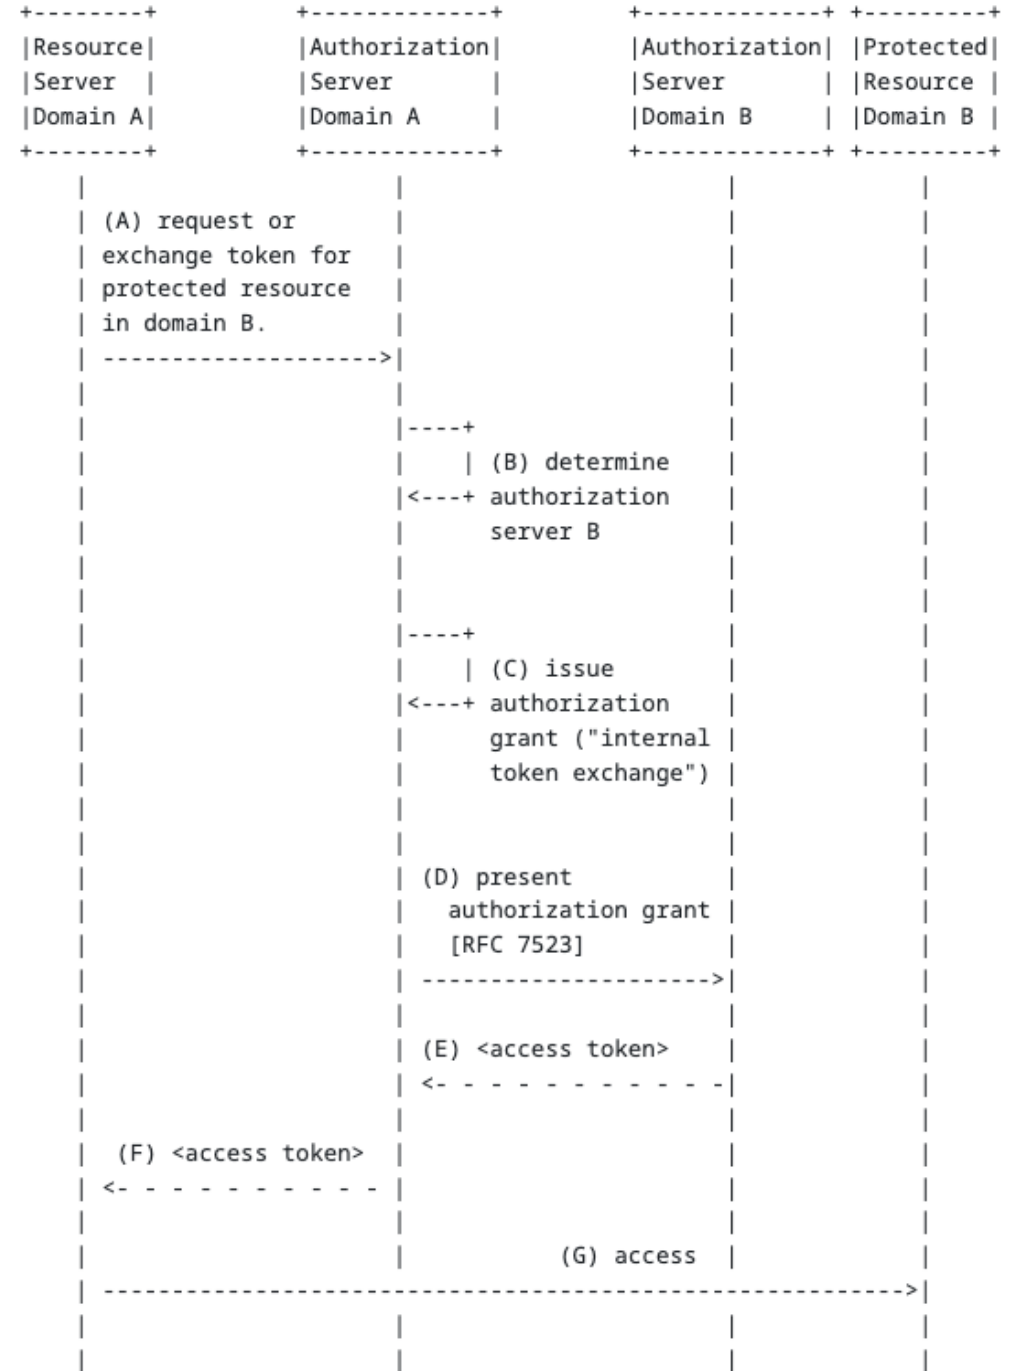 +--------+          +-------------+         +-------------+ +---------+
|Resource|          |Authorization|         |Authorization| |Protected|
|Server  |          |Server       |         |Server       | |Resource |
|Domain A|          |Domain A     |         |Domain B     | |Domain B |
+--------+          +-------------+         +-------------+ +---------+
    |                      |                       |             |
    | (A) request or       |                       |             |
    | exchange token for   |                       |             |
    | protected resource   |                       |             |
    | in domain B.         |                       |             |
    | -------------------->|                       |             |
    |                      |                       |             |
    |                      |----+                  |             |
    |                      |    | (B) determine    |             |
    |                      |<---+ authorization    |             |
    |                      |      server B         |             |
    |                      |                       |             |
    |                      |                       |             |
    |                      |----+                  |             |
    |                      |    | (C) issue        |             |
    |                      |<---+ authorization    |             |
    |                      |      grant ("internal |             |
    |                      |      token exchange") |             |
    |                      |                       |             |
    |                      |                       |             |
    |                      | (D) present           |             |
    |                      |   authorization grant |             |
    |                      |   [RFC 7523]          |             |
    |                      | --------------------->|             |
    |                      |                       |             |
    |                      | (E) <access token>    |             |
    |                      | <- - - - - - - - - - -|             |
    |                      |                       |             |
    |  (F) <access token>  |                       |             |
    | <- - - - - - - - - - |                       |             |
    |                      |                       |             |
    |                      |           (G) access  |             |
    | ---------------------------------------------------------->|
    |                      |                       |             |
    |                      |                       |             |